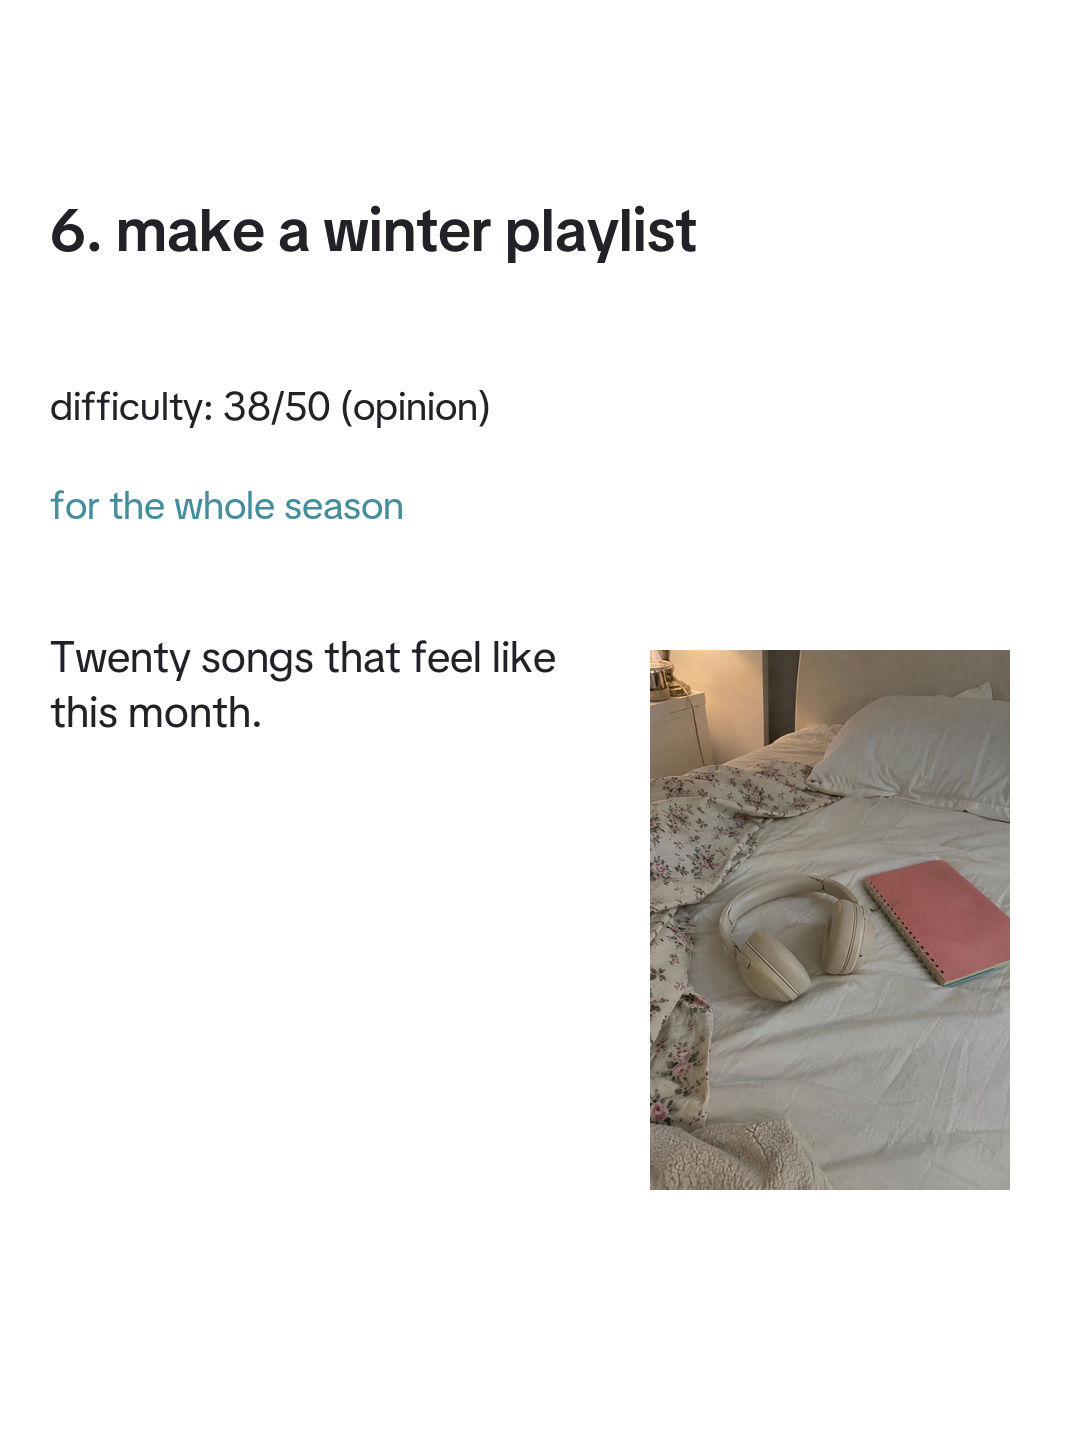 6. make a winter playlist
difficulty: 38/50 (opinion)
for the whole season
Twenty songs that feel like
this month.